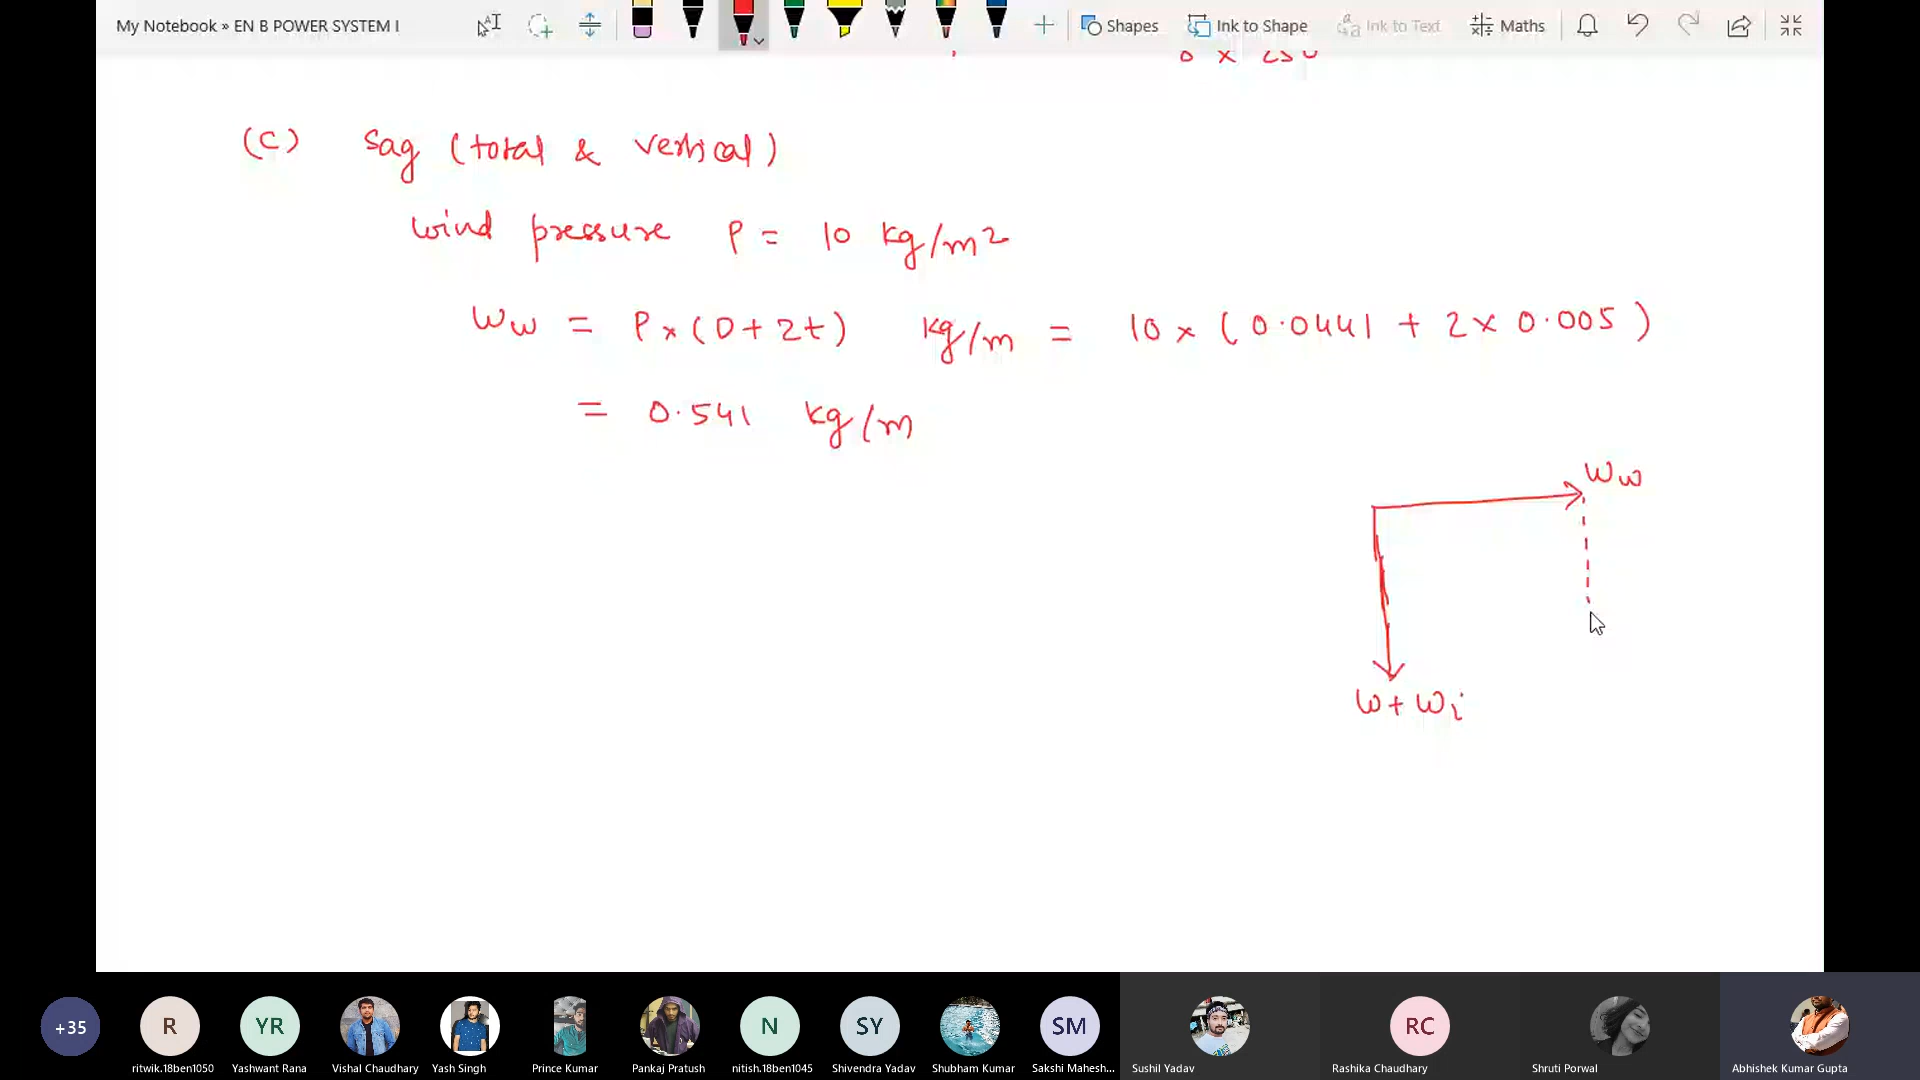 My Notebook » EN B POWER SYSTEM I
Shapes Ink to Shape Ink to Text Maths
(C) Sag (total & vertical)
wind pressure P = 10 kg/m²
Ww = P × (D + 2t) kg/m = 10 × (0.0441 + 2 × 0.005)
= 0.541 kg/m
Ww
W + Wi
+35 R YR N SY SM RC
ritwik.18ben1050 Yashwant Rana Vishal Chaudhary Yash Singh Prince Kumar Pankaj Pratush nitish.18ben1045 Shivendra Yadav Shubham Kumar Sakshi Mahesh... Sushil Yadav Rashika Chaudhary Shruti Porwal Abhishek Kumar Gupta